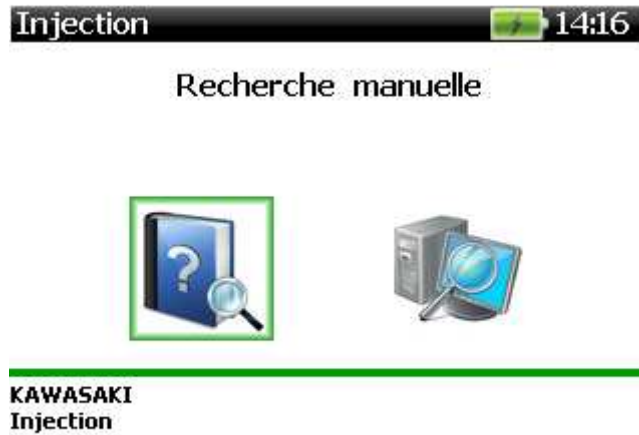 Injection 14:16
Recherche manuelle
?
KAWASAKI
Injection